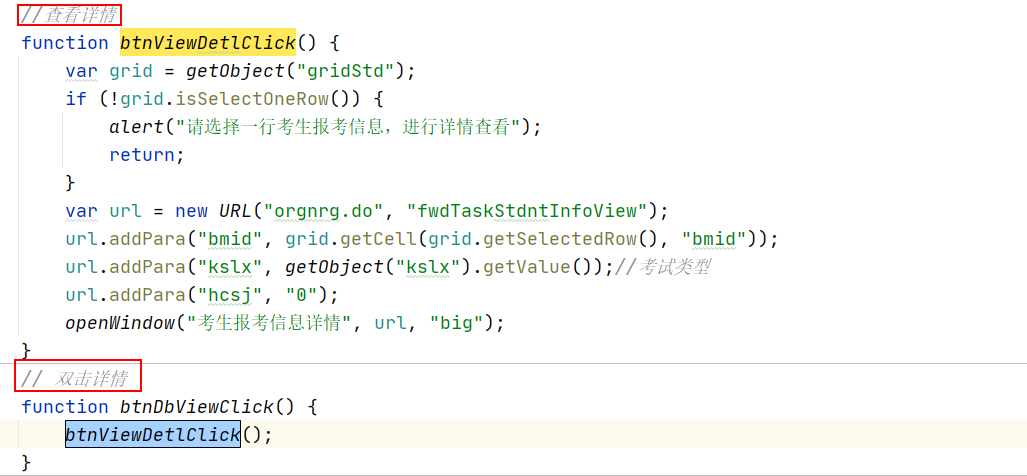 //查看详情
function btnViewDetlClick() {
    var grid = getObject("gridStd");
    if (!grid.isSelectOneRow()) {
        alert("请选择一行考生报考信息，进行详情查看");
        return;
    }
    var url = new URL("orgnrg.do", "fwdTaskStdntInfoView");
    url.addPara("bmid", grid.getCell(grid.getSelectedRow(), "bmid"));
    url.addPara("kslx", getObject("kslx").getValue());//考试类型
    url.addPara("hcsj", "0");
    openWindow("考生报考信息详情", url, "big");
}
// 双击详情
function btnDbViewClick() {
    btnViewDetlClick();
}